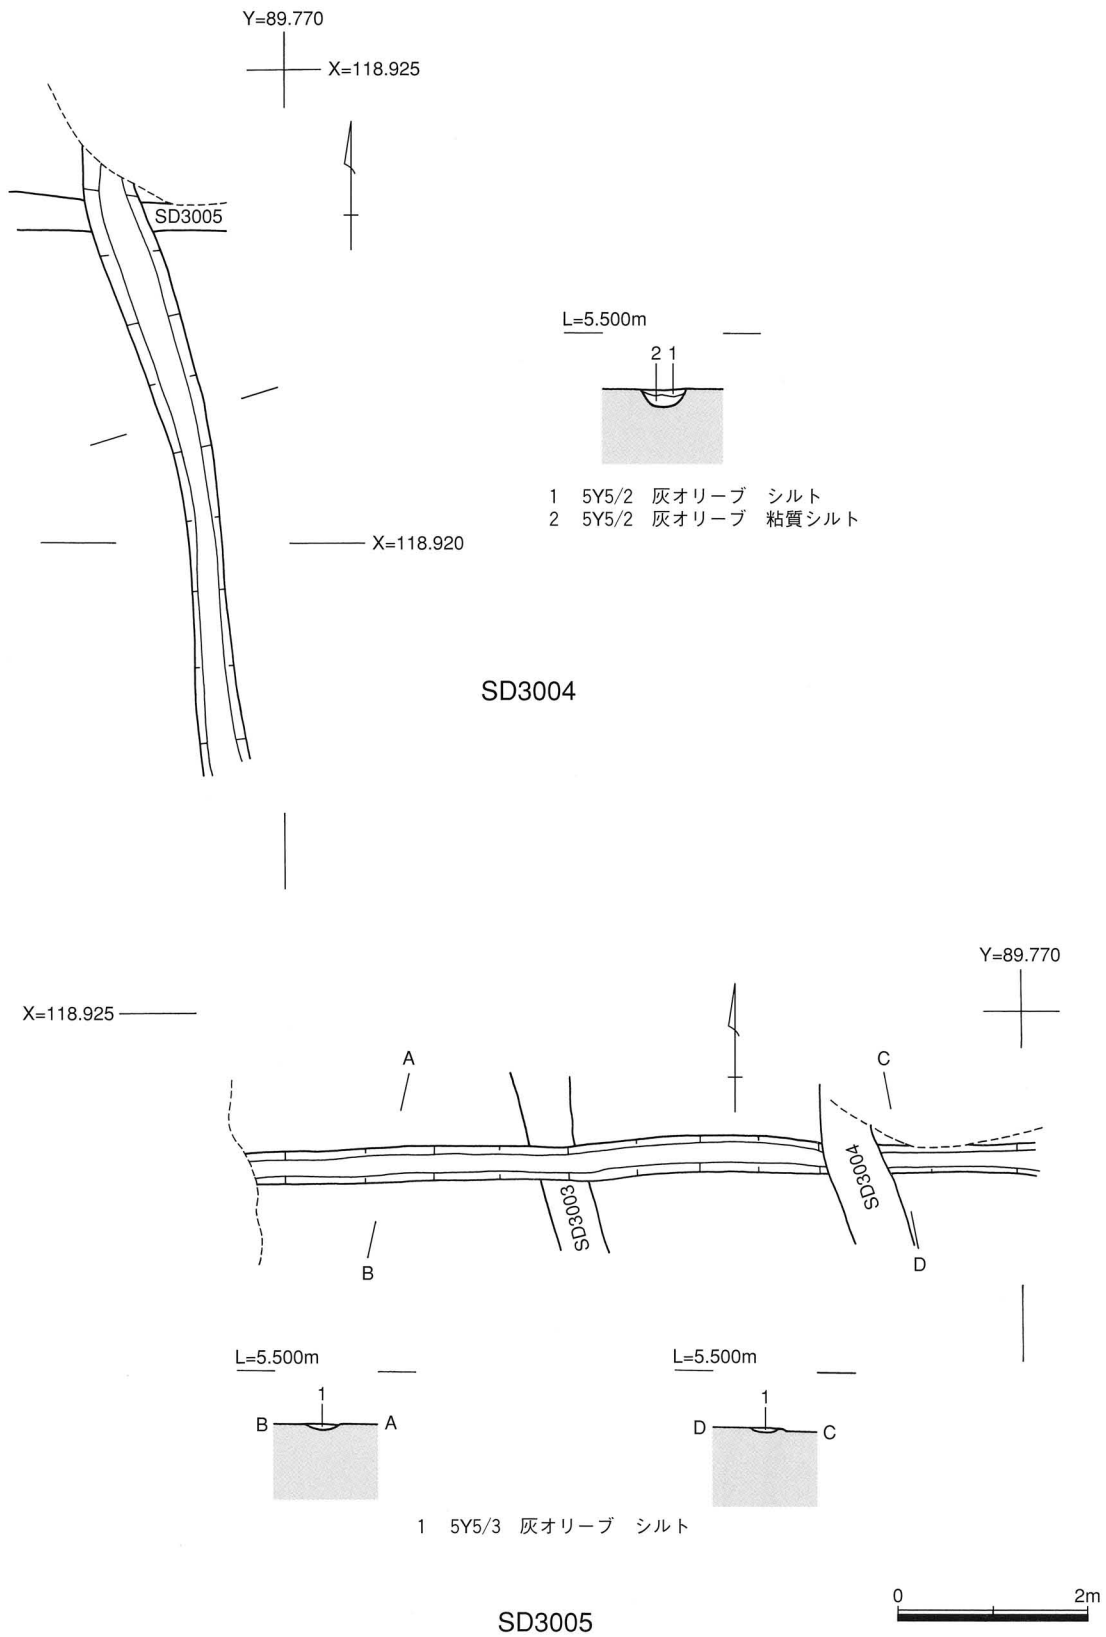 Y=89.770
X=118.925
SD3005
L=5.500m
2 1
1 5Y5/2 灰オリーブ シルト
2 5Y5/2 灰オリーブ 粘質シルト
X=118.920
SD3004
Y=89.770
X=118.925
A
C
SD3004
SD3003
B
D
L=5.500m
L=5.500m
1
1
B
A
D
C
1 5Y5/3 灰オリーブ シルト
0
2m
SD3005